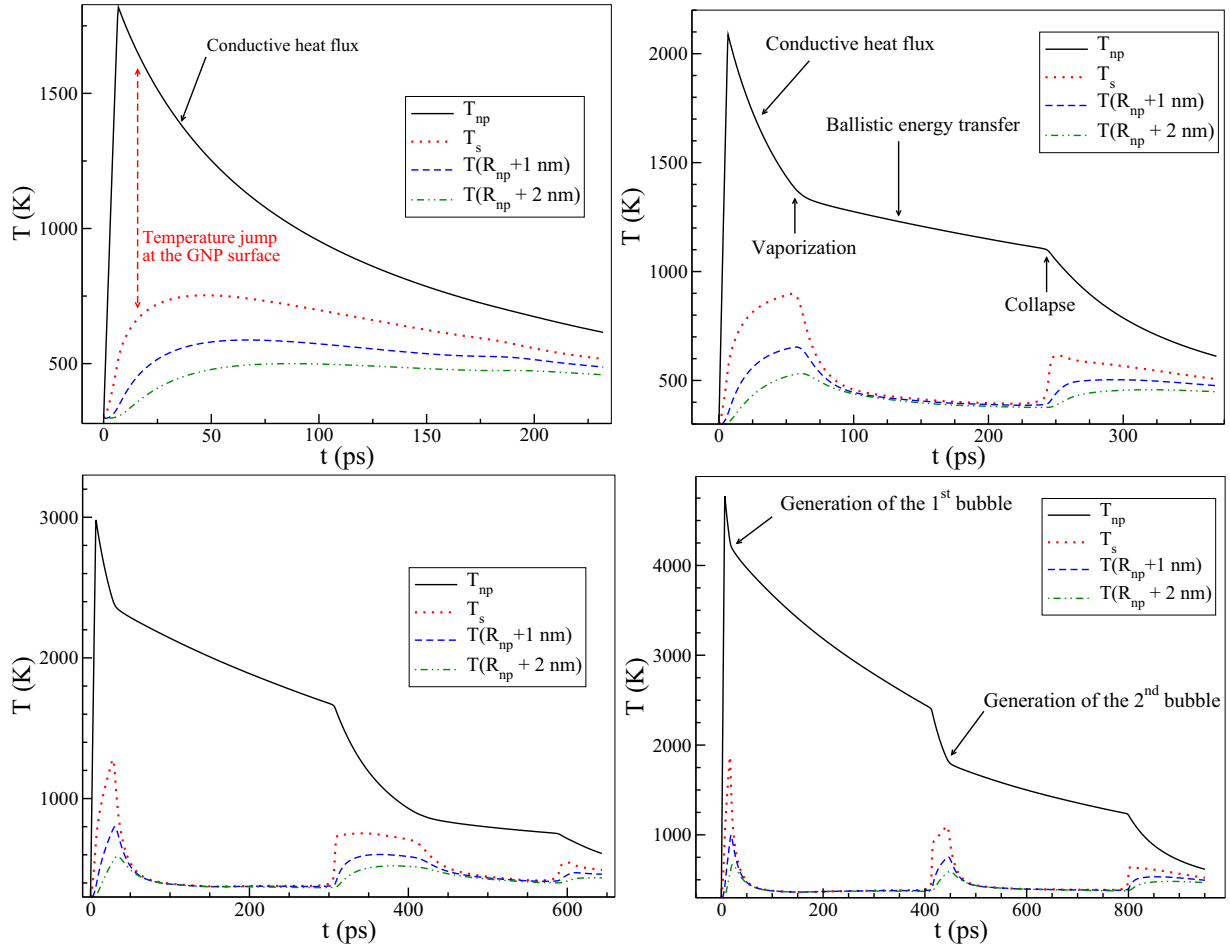 1500
1000
500
T (K)
0
50
100
150
200
t (ps)
Conductive heat flux
Temperature jump
at the GNP surface
T_np
T_s
T(R_np+1 nm)
T(R_np + 2 nm)
2000
1500
1000
500
T (K)
0
100
200
300
t (ps)
Conductive heat flux
Ballistic energy transfer
Vaporization
Collapse
T_np
T_s
T(R_np+1 nm)
T(R_np + 2 nm)
3000
2000
1000
T (K)
0
200
400
600
t (ps)
T_np
T_s
T(R_np+1 nm)
T(R_np + 2 nm)
4000
3000
2000
1000
T (K)
0
200
400
600
800
t (ps)
Generation of the 1st bubble
Generation of the 2nd bubble
T_np
T_s
T(R_np+1 nm)
T(R_np + 2 nm)